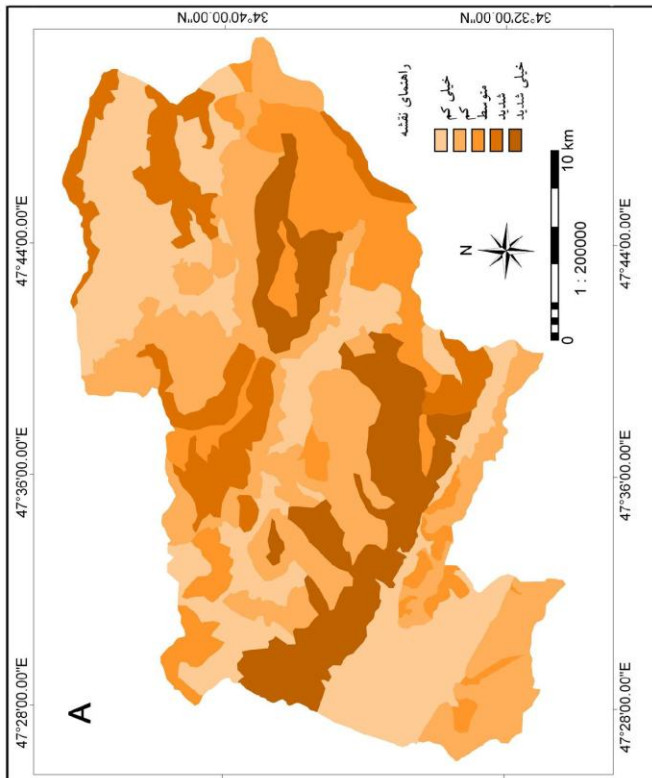 A
47°28'00.00"E
47°36'00.00"E
47°44'00.00"E
34°40'00.00"N
34°32'00.00"N
47°28'00.00"E
47°36'00.00"E
47°44'00.00"E
N
0
10 km
1 : 200000
راهنمای نقشه
خیلی کم
کم
متوسط
شدید
خیلی شدید